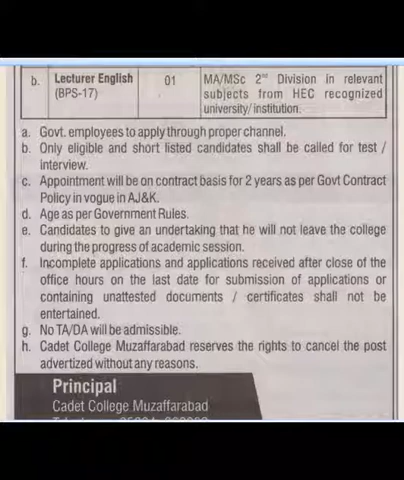 b. Lecturer English 01 MA/MSc 2nd Division in relevant
(BPS-17) subjects from HEC recognized
university/institution.
a. Govt. employees to apply through proper channel.
b. Only eligible and short listed candidates shall be called for test /
interview.
c. Appointment will be on contract basis for 2 years as per Govt Contract
Policy in vogue in AJ&K.
d. Age as per Government Rules.
e. Candidates to give an undertaking that he will not leave the college
during the progress of academic session.
f. Incomplete applications and applications received after close of the
office hours on the last date for submission of applications or
containing unattested documents / certificates shall not be
entertained.
g. No TA/DA will be admissible.
h. Cadet College Muzaffarabad reserves the rights to cancel the post
advertized without any reasons.
Principal
Cadet College Muzaffarabad